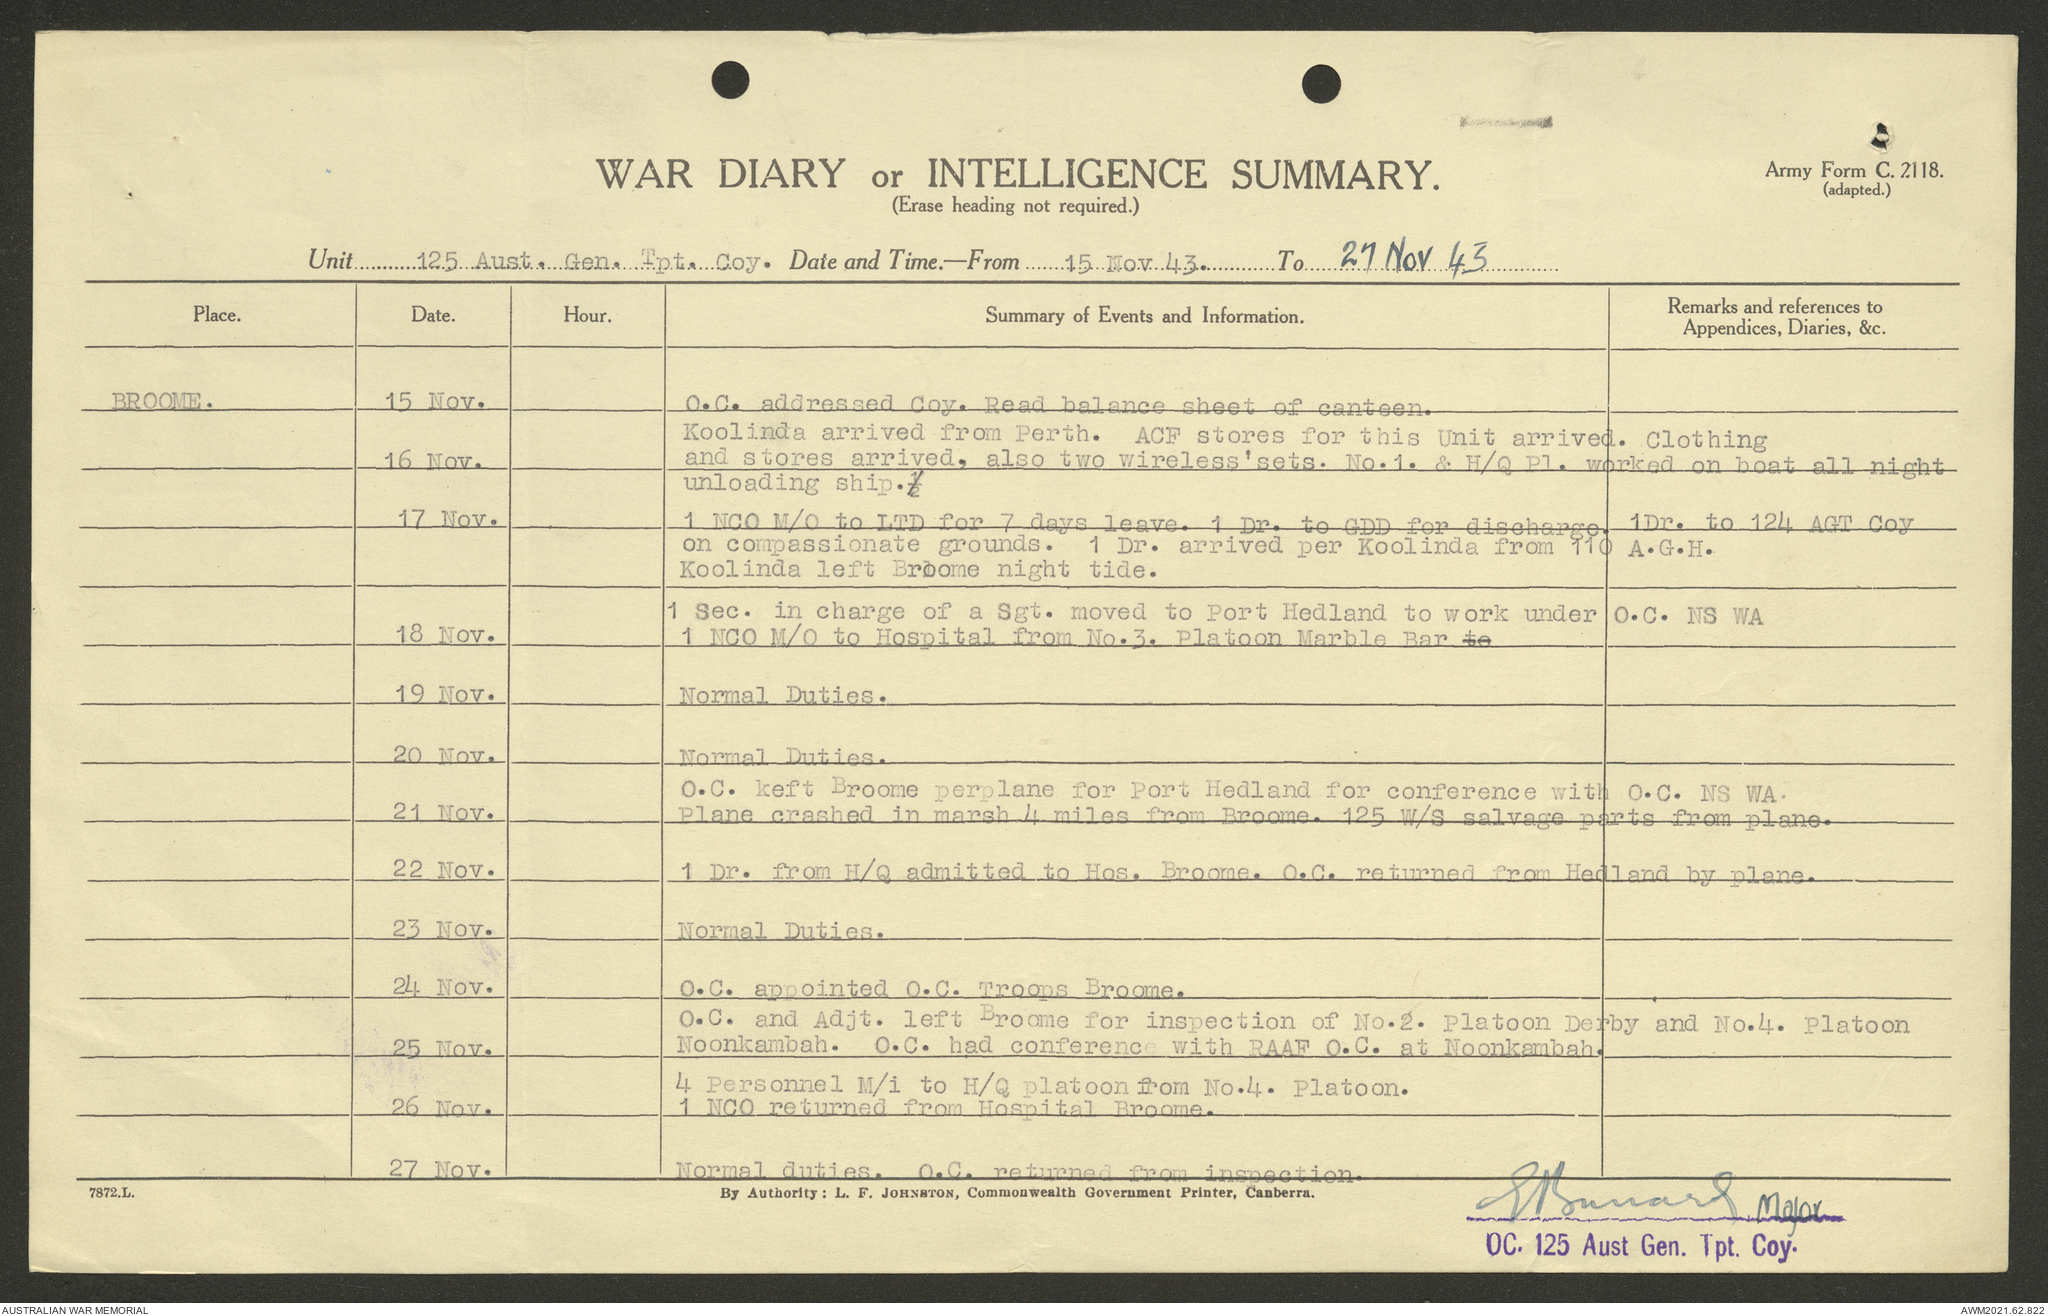 WAR DIARY or INTELLIGENCE SUMMARY.
Army Form C. 2118.
(adapted.)
(Erase heading not required.)
Unit 125 Aust. Gen. Tpt. Coy. Date and Time.—From 15 Nov 43. To 27 Nov 43
Place. Date. Hour. Summary of Events and Information. Remarks and references to
Appendices, Diaries, &c.
BROOME. 15 Nov. O.C. addressed Coy. Read balance sheet of canteen.
Koolinda arrived from Perth. ACF stores for this Unit arrived. Clothing
16 Nov. and stores arrived, also two wireless'sets. No.1. & H/Q Pl. worked on boat all night
unloading ship.
17 Nov. 1 NCO M/O to LTD for 7 days leave. 1 Dr. to GDD for discharge. 1Dr. to 124 AGT Coy
on compassionate grounds. 1 Dr. arrived per Koolinda from 110 A.G.H.
Koolinda left Broome night tide.
1 Sec. in charge of a Sgt. moved to Port Hedland to work under O.C. NS WA
18 Nov. 1 NCO M/O to Hospital from No.3. Platoon Marble Bar to
19 Nov. Normal Duties.
20 Nov. Normal Duties.
O.C. keft Broome perplane for Port Hedland for conference with O.C. NS WA.
21 Nov. Plane crashed in marsh 4 miles from Broome. 125 W/S salvage parts from plane.
22 Nov. 1 Dr. from H/Q admitted to Hos. Broome. O.C. returned from Hedland by plane.
23 Nov. Normal Duties.
24 Nov. O.C. appointed O.C. Troops Broome.
O.C. and Adjt. left Broome for inspection of No.2. Platoon Derby and No.4. Platoon
25 Nov. Noonkambah. O.C. had conference with RAAF O.C. at Noonkambah.
4 Personnel M/i to H/Q platoon from No.4. Platoon.
26 Nov. 1 NCO returned from Hospital Broome.
27 Nov. Normal duties. O.C. returned from inspection.
7872.L. By Authority: L. F. JOHNSTON, Commonwealth Government Printer, Canberra.
Major
OC. 125 Aust Gen. Tpt. Coy.
AUSTRALIAN WAR MEMORIAL AWM2021.62.822